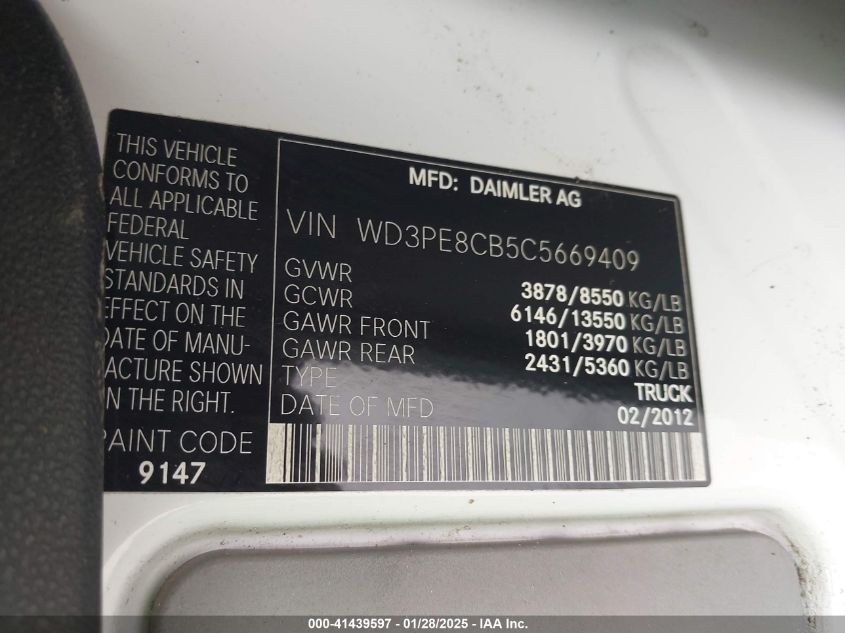 THIS VEHICLE
CONFORMS TO
ALL APPLICABLE
FEDERAL
VEHICLE SAFETY
STANDARDS IN
EFFECT ON THE
DATE OF MANU-
ACTURE SHOWN
N THE RIGHT.
PAINT CODE
9147
MFD: DAIMLER AG
VIN WD3PE8CB5C5669409
GVWR 3878/8550 KG/LB
GCWR 6146/13550 KG/LB
GAWR FRONT 1801/3970 KG/LB
GAWR REAR 2431/5360 KG/LB
TYPE TRUCK
DATE OF MFD 02/2012
000-41439597 - 01/28/2025 - IAA Inc.